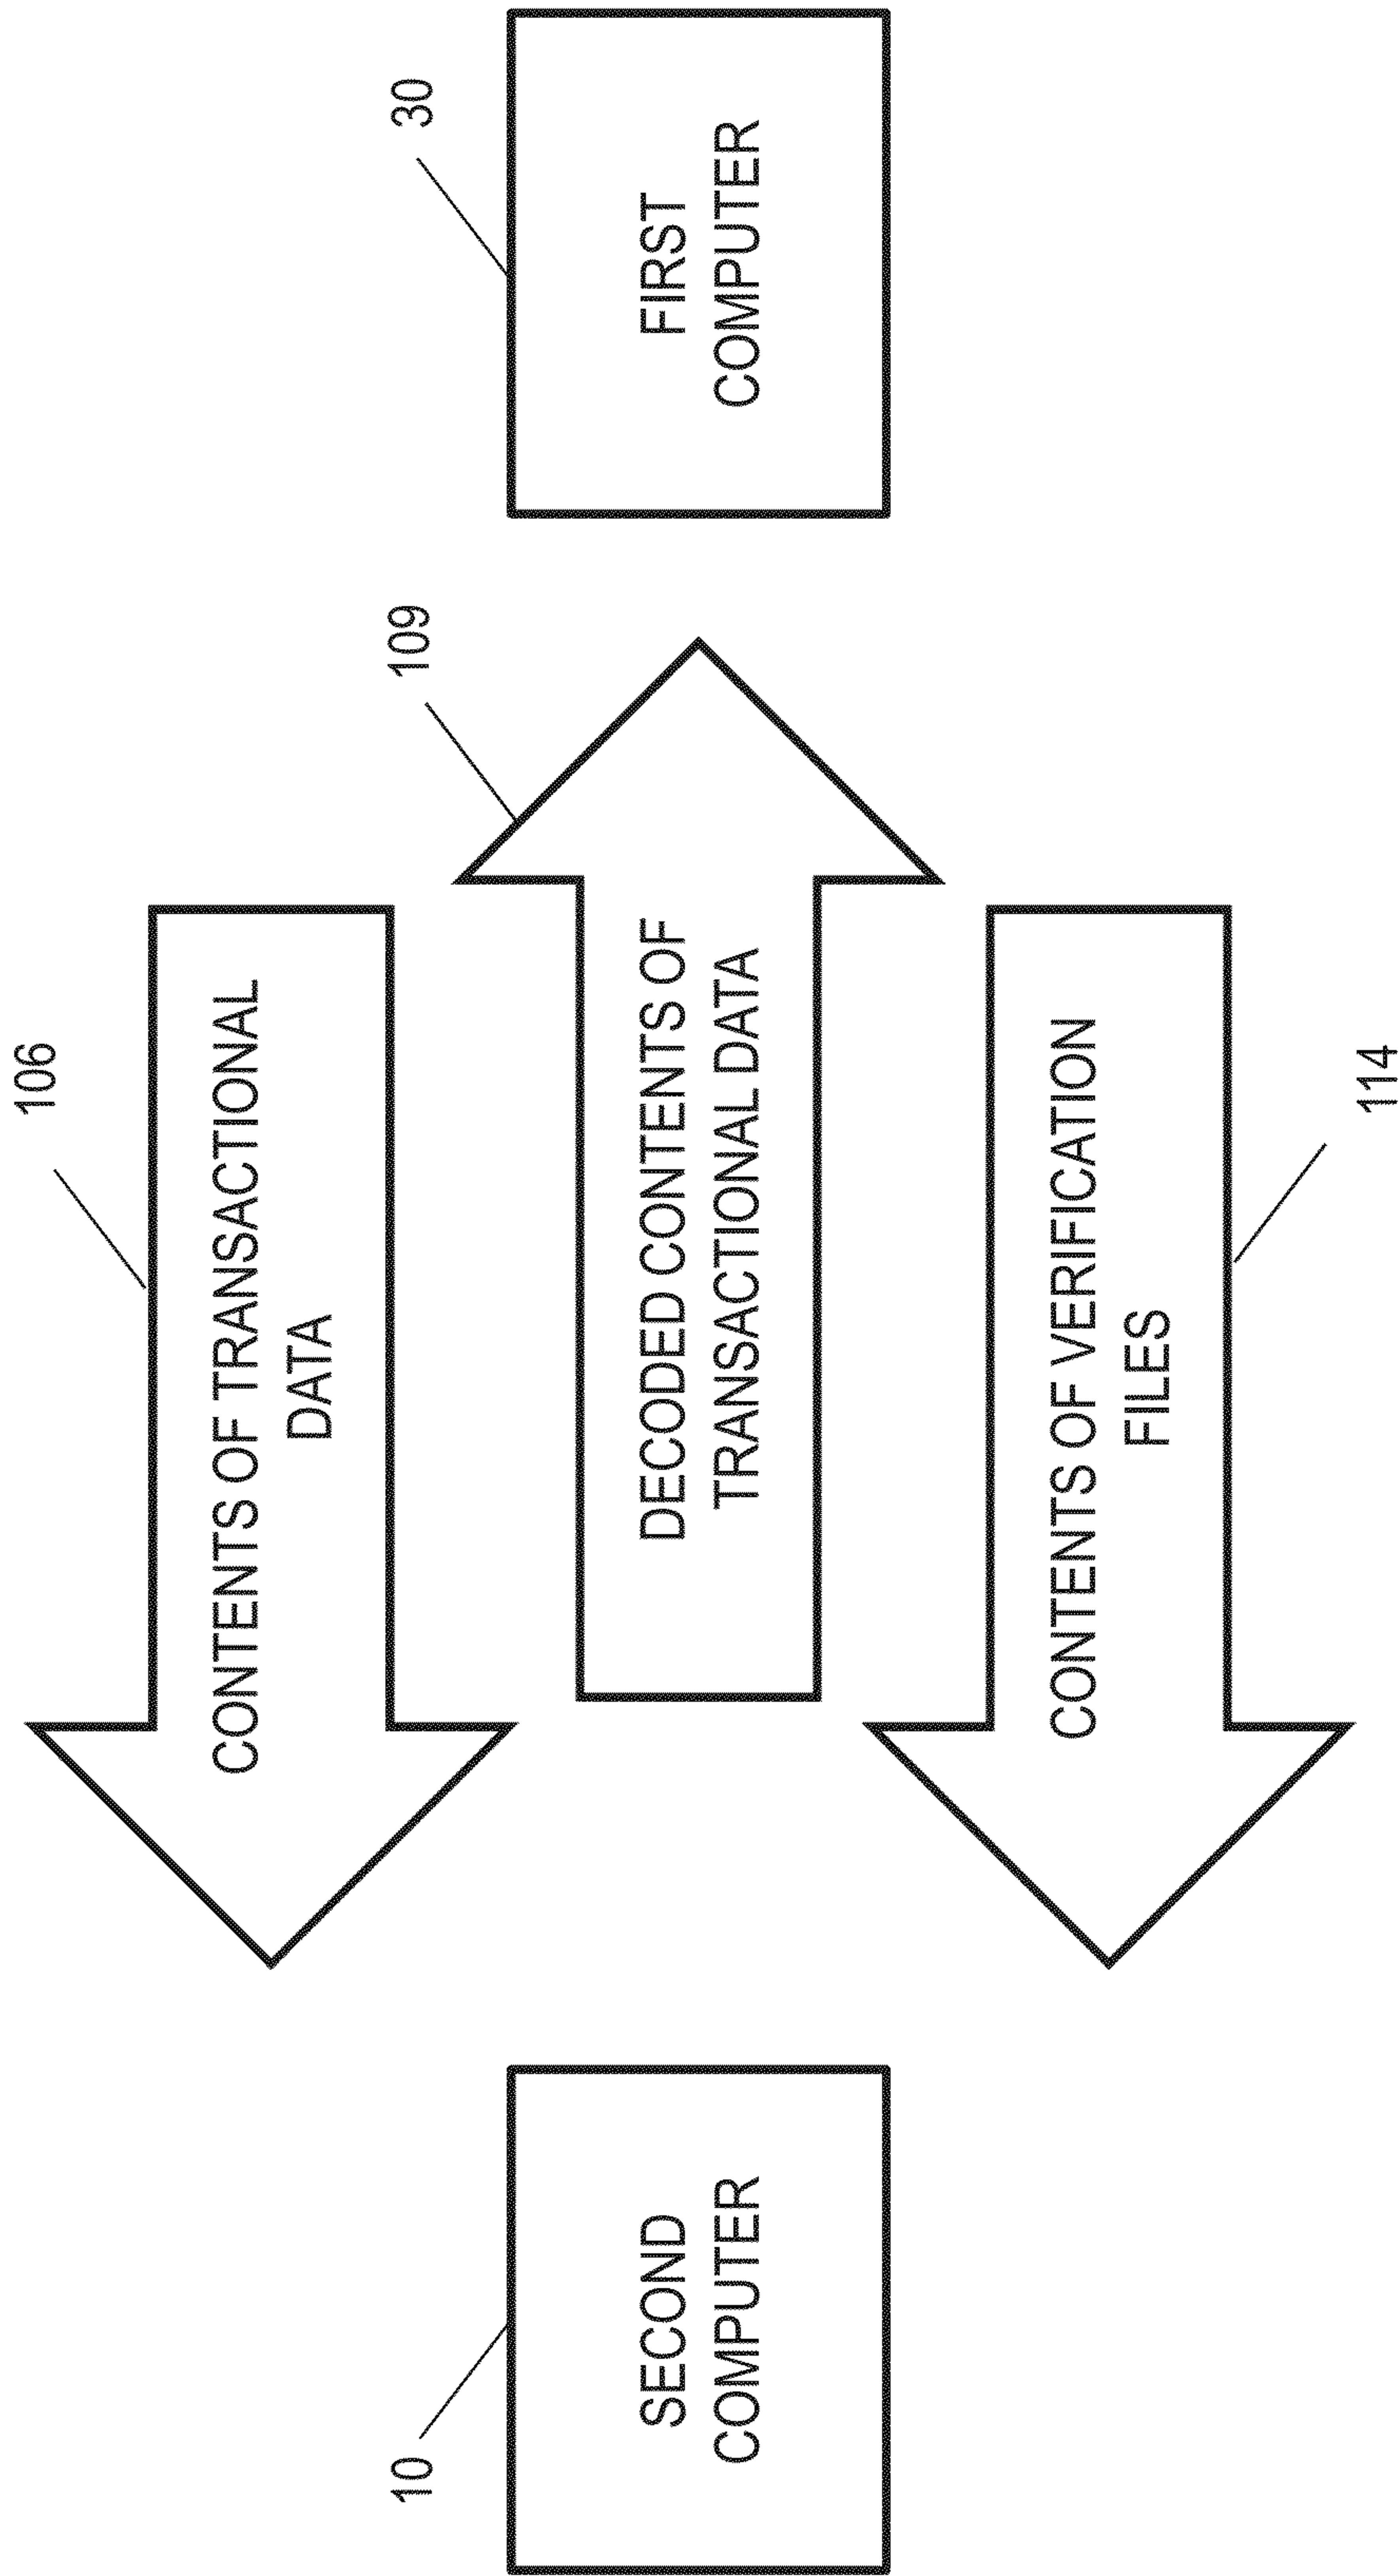 106
CONTENTS OF TRANSACTIONAL
DATA
10
SECOND
COMPUTER
109
DECODED CONTENTS OF
TRANSACTIONAL DATA
30
FIRST
COMPUTER
CONTENTS OF VERIFICATION
FILES
114